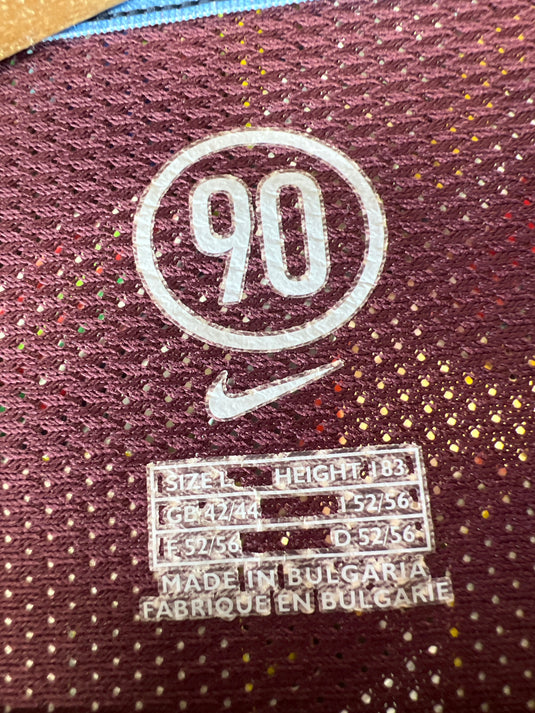 90
SIZE L HEIGHT 183
GB 42/44 I 52/56
F 52/56 D 52/56
MADE IN BULGARIA
FABRIQUE EN BULGARIE